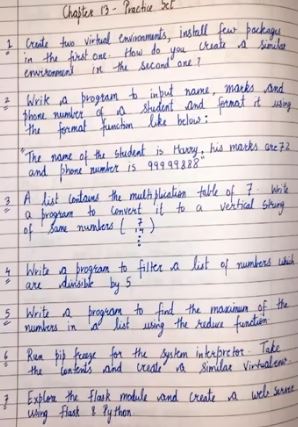 Chapter 13 - Practice Set
1 Create two virtual environments, install few packages
in the first one. How do you create a similar
environment in the second one?
2 Write a program to input name, marks and
phone number of a student and format it using
the format function like below:
"The name of the student is Harry, his marks are 72
and phone number is 99999888"
3 A list contains the multiplication table of 7. Write
a program to convert it to a vertical string
of same numbers ( 7
14
⋮ )
4 Write a program to filter a list of numbers which
are divisible by 5
5 Write a program to find the maximum of the
numbers in a list using the reduce function.
6 Run pip freeze for the system interpreter. Take
the contents and create a similar virtualenv.
7 Explore the flask module and create a web server
using flask & Python.